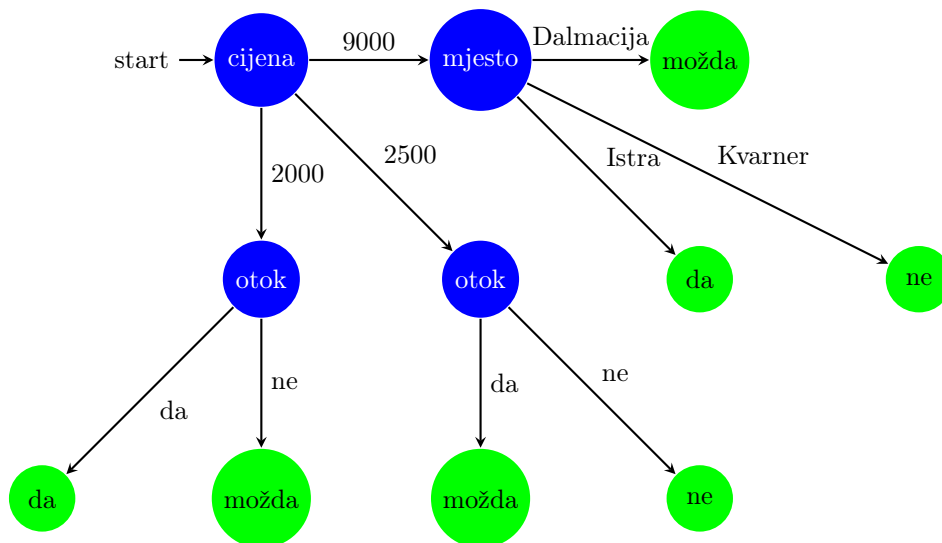 start
cijena
9000
mjesto
Dalmacija
možda
2000
2500
Istra
Kvarner
otok
otok
da
ne
da
ne
da
ne
da
možda
možda
ne